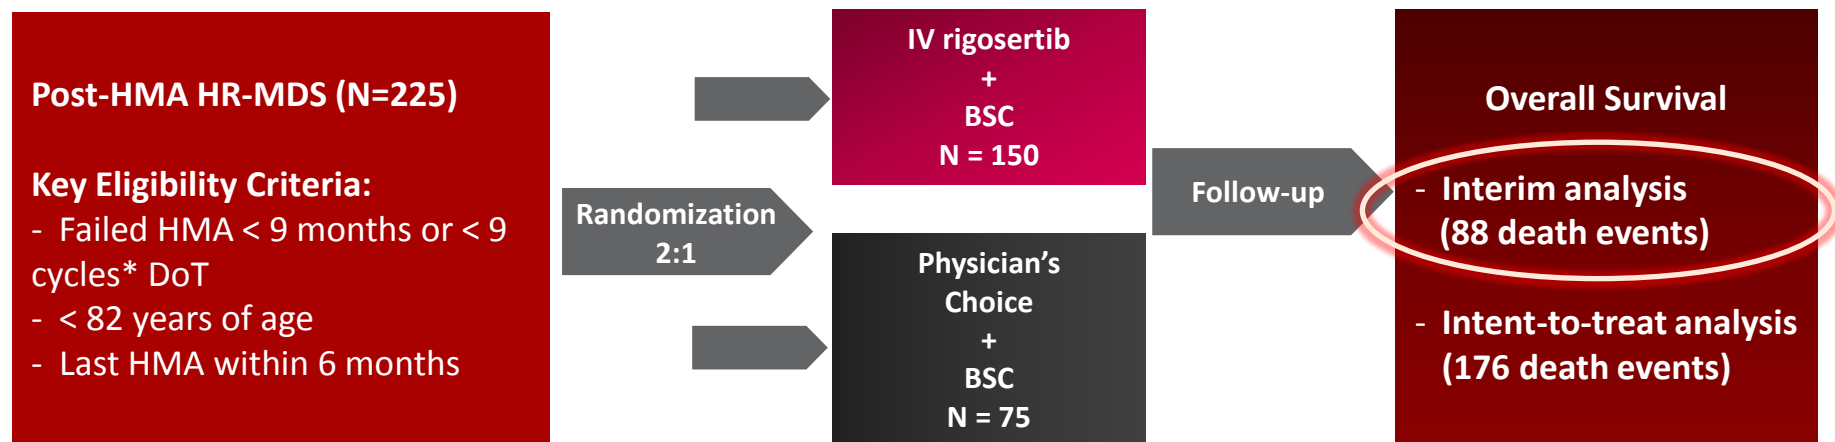 Post-HMA HR-MDS (N=225)
Key Eligibility Criteria:
- Failed HMA < 9 months or < 9
cycles* DoT
- < 82 years of age
- Last HMA within 6 months
Randomization
2:1
IV rigosertib
+
BSC
N = 150
Physician’s
Choice
+
BSC
N = 75
Follow-up
Overall Survival
- Interim analysis
(88 death events)
- Intent-to-treat analysis
(176 death events)